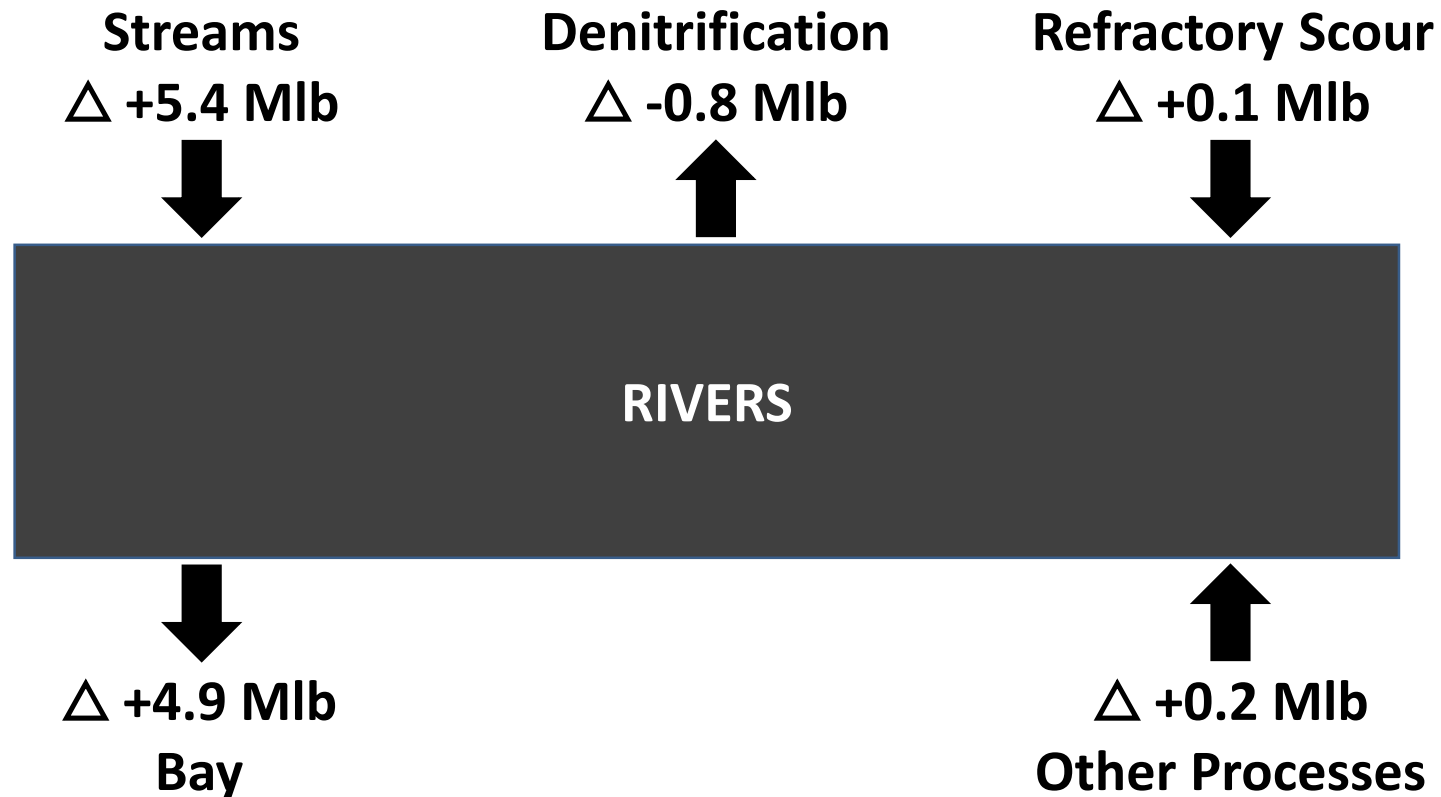 Streams
△ +5.4 Mlb
Denitrification
△ -0.8 Mlb
Refractory Scour
△ +0.1 Mlb
RIVERS
△ +4.9 Mlb
Bay
△ +0.2 Mlb
Other Processes